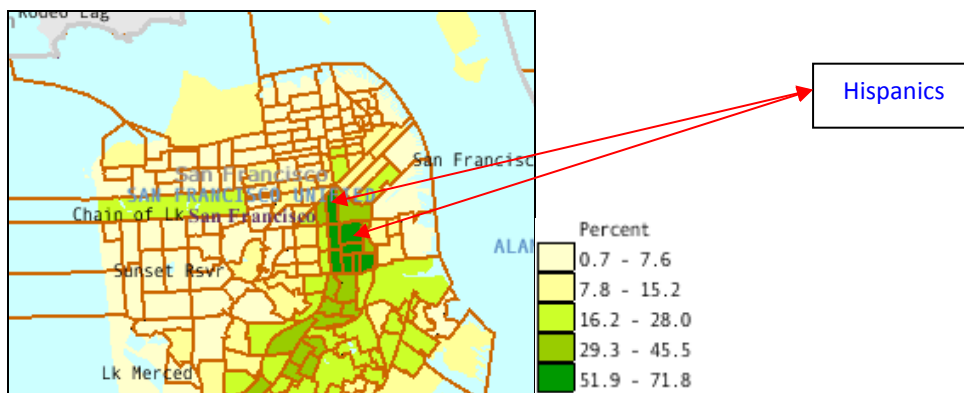 Rodeo Lag
Hispanics
San Francisc
San Francisco
SAN FRANCISCO UNIFIED
Chain of Lk San Francisco
ALAN
Sunset Rsvr
Lk Merced
Percent
0.7 - 7.6
7.8 - 15.2
16.2 - 28.0
29.3 - 45.5
51.9 - 71.8